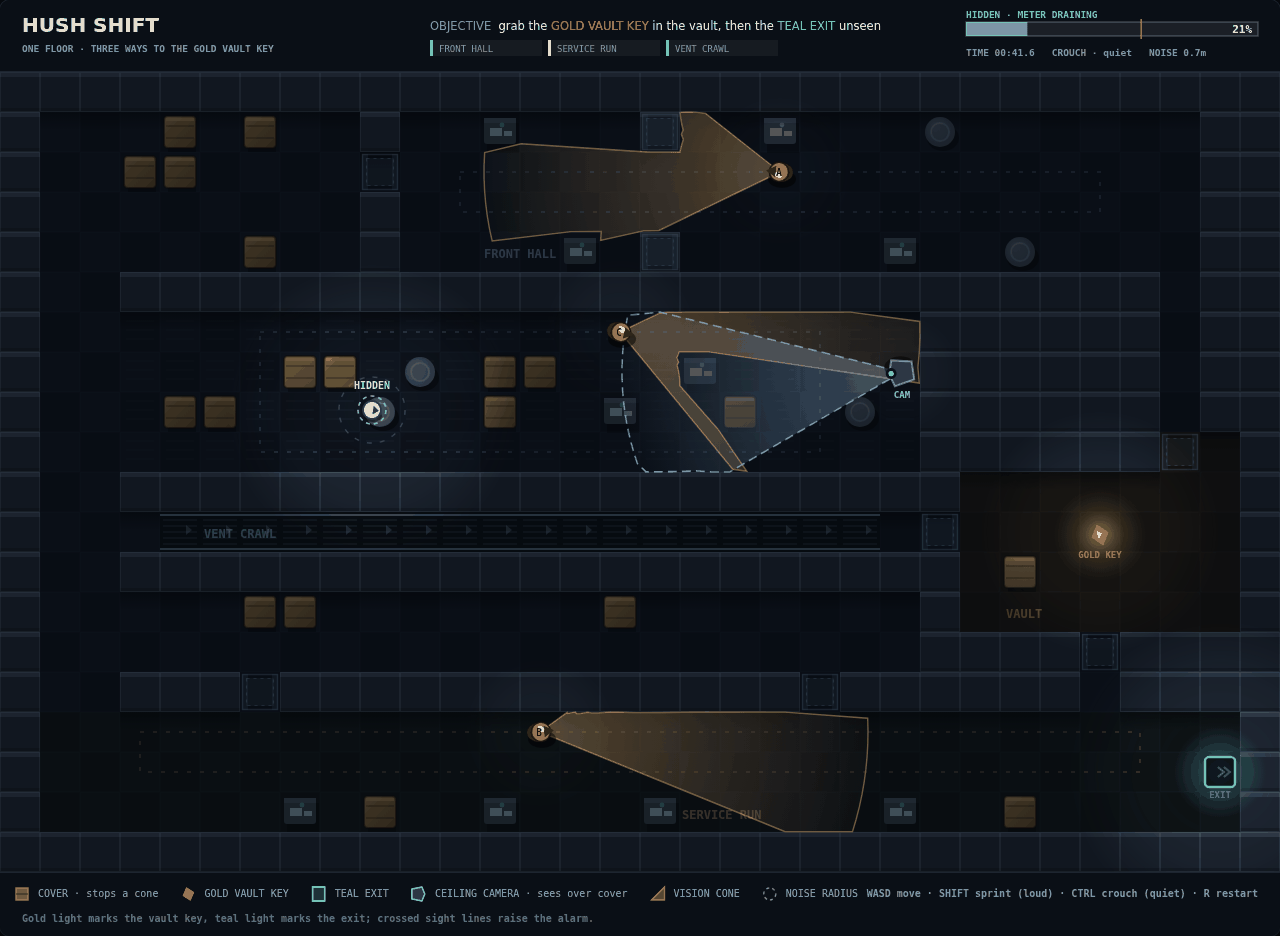 HUSH SHIFT
ONE FLOOR · THREE WAYS TO THE GOLD VAULT KEY
OBJECTIVE grab the GOLD VAULT KEY in the vault, then the TEAL EXIT unseen
FRONT HALL
SERVICE RUN
VENT CRAWL
HIDDEN · METER DRAINING
21%
TIME 00:41.6 CROUCH · quiet NOISE 0.7m
A
FRONT HALL
C
HIDDEN
CAM
VENT CRAWL
GOLD KEY
VAULT
B
EXIT
SERVICE RUN
COVER · stops a cone
GOLD VAULT KEY
TEAL EXIT
CEILING CAMERA · sees over cover
VISION CONE
NOISE RADIUS
WASD move · SHIFT sprint (loud) · CTRL crouch (quiet) · R restart
Gold light marks the vault key, teal light marks the exit; crossed sight lines raise the alarm.